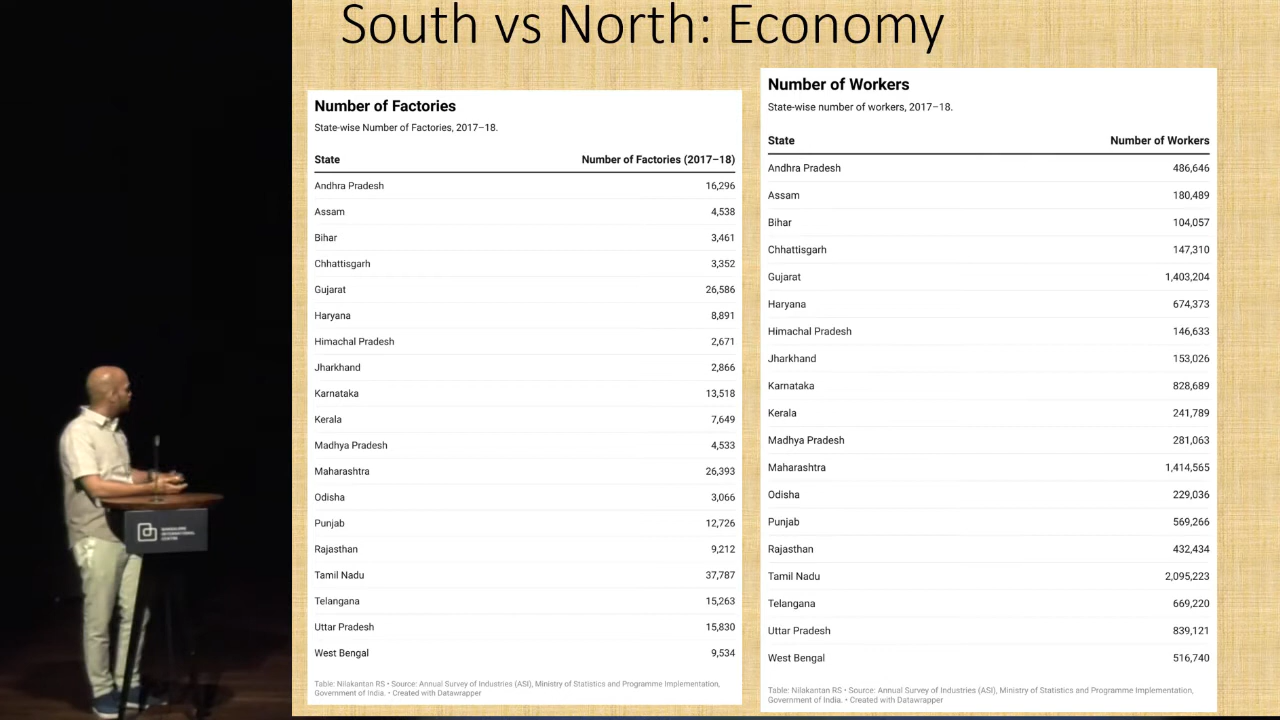 South vs North: Economy
Number of Factories
State-wise Number of Factories, 2017–18.
State Number of Factories (2017–18)
Andhra Pradesh 16,296
Assam 4,538
Bihar 3,461
Chhattisgarh 3,352
Gujarat 26,586
Haryana 8,891
Himachal Pradesh 2,671
Jharkhand 2,866
Karnataka 13,518
Kerala 7,649
Madhya Pradesh 4,533
Maharashtra 26,393
Odisha 3,066
Punjab 12,726
Rajasthan 9,212
Tamil Nadu 37,787
Telangana 15,263
Uttar Pradesh 15,830
West Bengal 9,534
Table: Nilakantan RS • Source: Annual Survey of Industries (ASI), Ministry of Statistics and Programme Implementation,
Government of India. • Created with Datawrapper
Number of Workers
State-wise number of workers, 2017–18.
State Number of Workers
Andhra Pradesh 486,646
Assam 180,489
Bihar 104,057
Chhattisgarh 147,310
Gujarat 1,403,204
Haryana 674,373
Himachal Pradesh 146,633
Jharkhand 153,026
Karnataka 828,689
Kerala 241,789
Madhya Pradesh 281,063
Maharashtra 1,414,565
Odisha 229,036
Punjab 569,266
Rajasthan 432,434
Tamil Nadu 2,095,223
Telangana 669,220
Uttar Pradesh 839,121
West Bengal 516,740
Table: Nilakantan RS • Source: Annual Survey of Industries (ASI), Ministry of Statistics and Programme Implementation,
Government of India. • Created with Datawrapper
BANGALORE
INTERNATIONAL
CENTRE